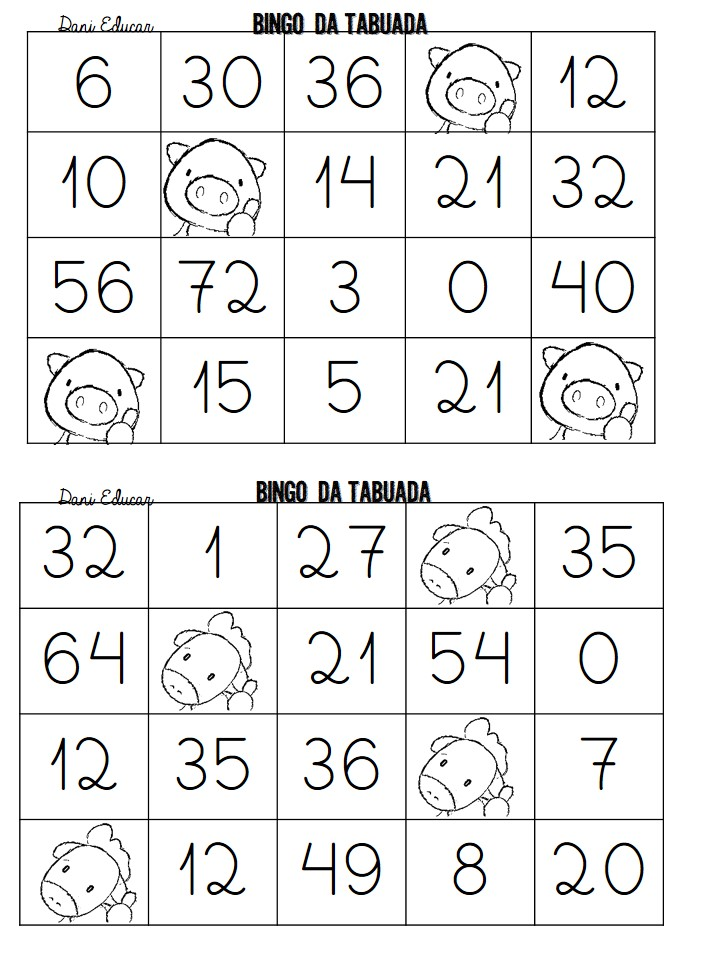 Dani Educar BINGO DA TABUADA
6 30 36 12
10 14 21 32
56 72 3 0 40
15 5 21
Dani Educar BINGO DA TABUADA
32 1 27 35
64 21 54 0
12 35 36 7
12 49 8 20